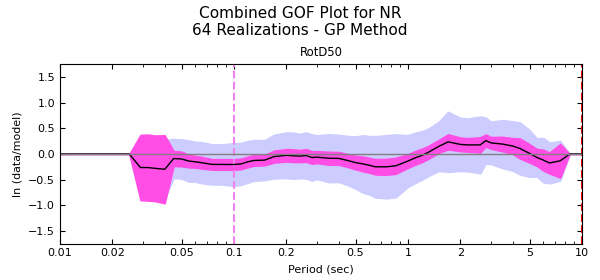 Combined GOF Plot for NR
64 Realizations - GP Method
RotD50
1.5
1.0
0.5
0.0
−0.5
−1.0
−1.5
ln (data/model)
0.01 0.02 0.05 0.1 0.2 0.5 1 2 5 10
Period (sec)